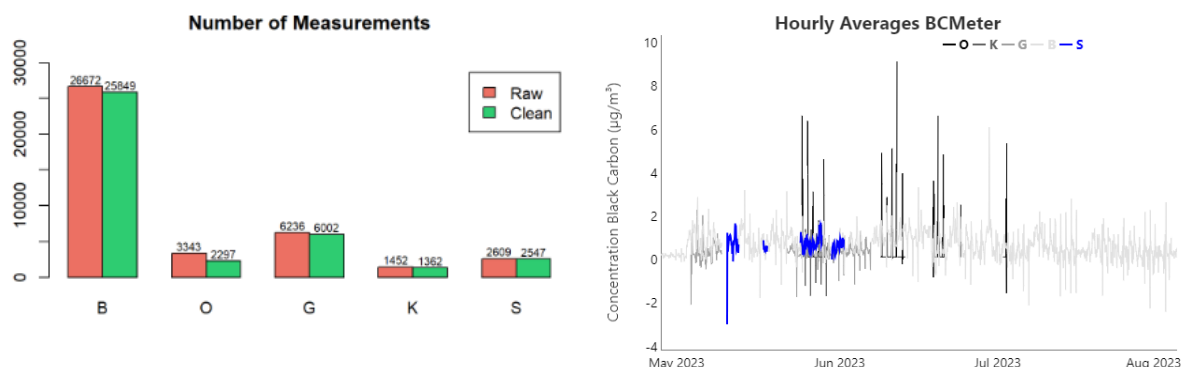 Number of Measurements
30000
20000
10000
0
26672 25849
3343 2297
6236 6002
1452 1362
2609 2547
Raw
Clean
B O G K S
Hourly Averages BCMeter
O K G B S
Concentration Black Carbon (µg/m³)
10
8
6
4
2
0
-2
-4
May 2023 Jun 2023 Jul 2023 Aug 2023